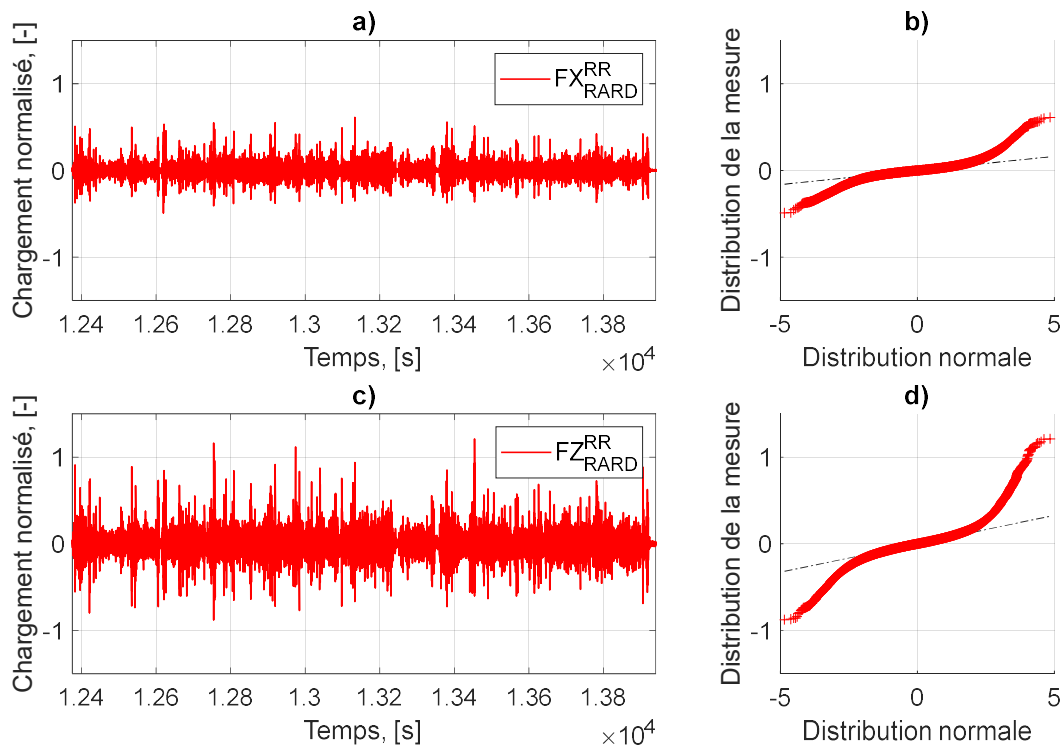 a)
Chargement normalisé, [-]
1
0
-1
FX RR RARD
1.24 1.26 1.28 1.3 1.32 1.34 1.36 1.38
Temps, [s]
×10^4
b)
Distribution de la mesure
1
0
-1
-5 0 5
Distribution normale
c)
Chargement normalisé, [-]
1
0
-1
FZ RR RARD
1.24 1.26 1.28 1.3 1.32 1.34 1.36 1.38
Temps, [s]
×10^4
d)
Distribution de la mesure
1
0
-1
-5 0 5
Distribution normale